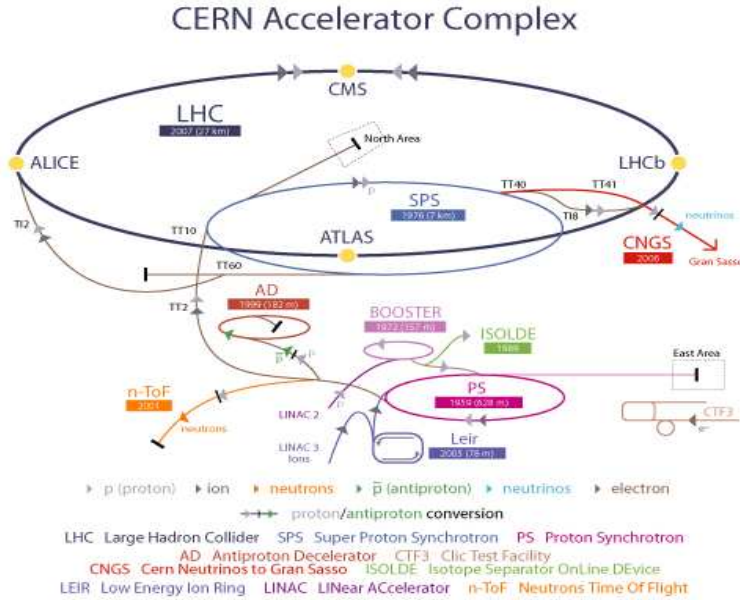 CERN Accelerator Complex
CMS
LHC
2007 (27 km)
North Area
ALICE
LHCb
p
SPS
1976 (7 km)
TT40
TT41
TI2
TT10
TI8
neutrinos
ATLAS
CNGS
2006
Gran Sasso
TT60
AD
1999 (182 m)
TT2
BOOSTER
1972 (157 m)
ISOLDE
1989
p̄
p
East Area
n-ToF
2001
PS
1959 (628 m)
LINAC 2
p
neutrons
CTF3
e-
LINAC 3
Ions
Leir
2005 (78 m)
p (proton) ion neutrons p̄ (antiproton) neutrinos electron
proton/antiproton conversion
LHC Large Hadron Collider SPS Super Proton Synchrotron PS Proton Synchrotron
AD Antiproton Decelerator CTF3 Clic Test Facility
CNGS Cern Neutrinos to Gran Sasso ISOLDE Isotope Separator OnLine DEvice
LEIR Low Energy Ion Ring LINAC LINear ACcelerator n-ToF Neutrons Time Of Flight